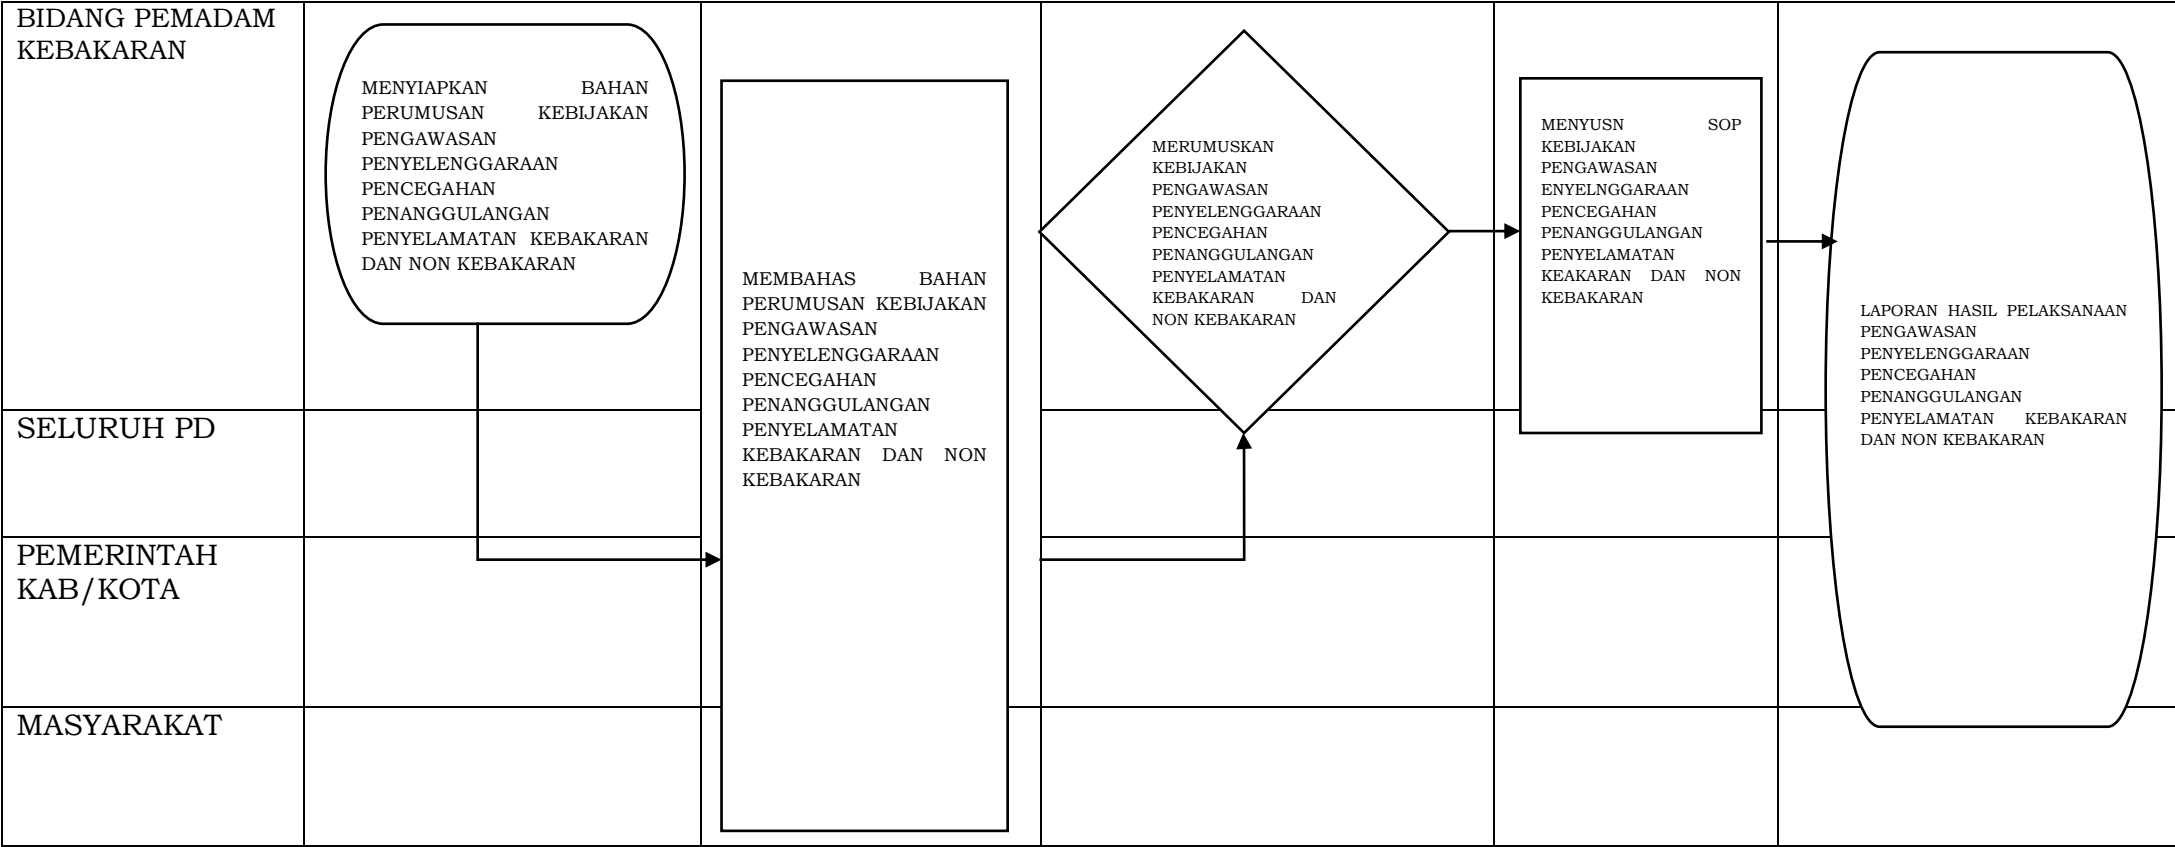 BIDANG PEMADAM
KEBAKARAN
MENYIAPKAN BAHAN
PERUMUSAN KEBIJAKAN
PENGAWASAN
PENYELENGGARAAN
PENCEGAHAN
PENANGGULANGAN
PENYELAMATAN KEBAKARAN
DAN NON KEBAKARAN
MEMBAHAS BAHAN
PERUMUSAN KEBIJAKAN
PENGAWASAN
PENYELENGGARAAN
PENCEGAHAN
PENANGGULANGAN
PENYELAMATAN
KEBAKARAN DAN NON
KEBAKARAN
MERUMUSKAN
KEBIJAKAN
PENGAWASAN
PENYELENGGARAAN
PENCEGAHAN
PENANGGULANGAN
PENYELAMATAN
KEBAKARAN DAN
NON KEBAKARAN
MENYUSN SOP
KEBIJAKAN
PENGAWASAN
ENYELNGGARAAN
PENCEGAHAN
PENANGGULANGAN
PENYELAMATAN
KEAKARAN DAN NON
KEBAKARAN
LAPORAN HASIL PELAKSANAAN
PENGAWASAN
PENYELENGGARAAN
PENCEGAHAN
PENANGGULANGAN
PENYELAMATAN KEBAKARAN
DAN NON KEBAKARAN
SELURUH PD
PEMERINTAH
KAB/KOTA
MASYARAKAT